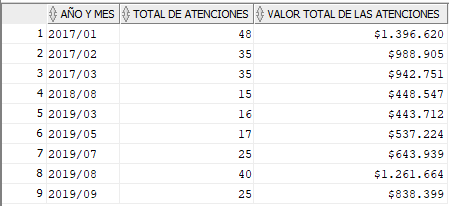 AÑO Y MES TOTAL DE ATENCIONES VALOR TOTAL DE LAS ATENCIONES
1 2017/01 48 $1.396.620
2 2017/02 35 $988.905
3 2017/03 35 $942.751
4 2018/08 15 $448.547
5 2019/03 16 $443.712
6 2019/05 17 $537.224
7 2019/07 25 $643.939
8 2019/08 40 $1.261.664
9 2019/09 25 $838.399